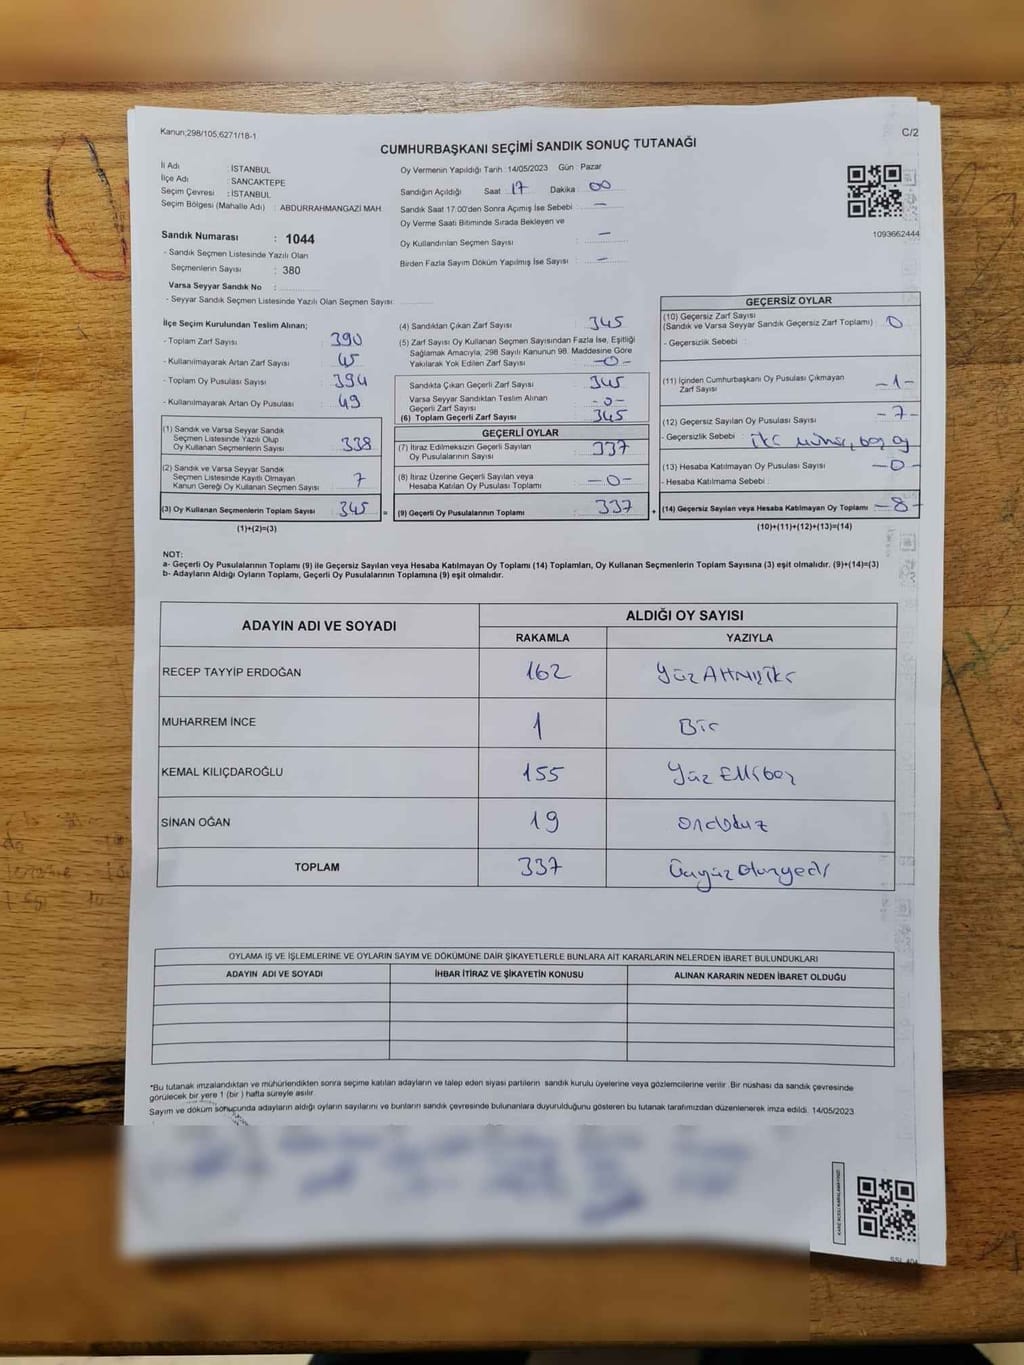 Kanun;298/105;6271/18-1
C/2
CUMHURBAŞKANI SEÇİMİ SANDIK SONUÇ TUTANAĞI
İl Adı : İSTANBUL
İlçe Adı : SANCAKTEPE
Seçim Çevresi : İSTANBUL
Seçim Bölgesi (Mahalle Adı) : ABDURRAHMANGAZİ MAH
Sandık Numarası : 1044
- Sandık Seçmen Listesinde Yazılı Olan
Seçmenlerin Sayısı : 380
Varsa Seyyar Sandık No :
- Seyyar Sandık Seçmen Listesinde Yazılı Olan Seçmen Sayısı:
Oy Vermenin Yapıldığı Tarih : 14/05/2023 Gün : Pazar
Sandığın Açıldığı Saat 17 Dakika 00
Sandık Saat 17.00'den Sonra Açımış İse Sebebi : —
Oy Verme Saati Bitiminde Sırada Bekleyen ve
Oy Kullandırılan Seçmen Sayısı : —
Birden Fazla Sayım Döküm Yapılmış İse Sayısı : —
1093662444
İlçe Seçim Kurulundan Teslim Alınan;
- Toplam Zarf Sayısı : 390
- Kullanılmayarak Artan Zarf Sayısı : 45
- Toplam Oy Pusulası Sayısı : 394
- Kullanılmayarak Artan Oy Pusulası : 49
(1) Sandık ve Varsa Seyyar Sandık
Seçmen Listesinde Yazılı Olup
Oy Kullanan Seçmenlerin Sayısı : 338
(2) Sandık ve Varsa Seyyar Sandık
Seçmen Listesinde Kayıtlı Olmayan
Kanun Gereği Oy Kullanan Seçmen Sayısı : 7
(3) Oy Kullanan Seçmenlerin Toplam Sayısı : 345
(1)+(2)=(3)
(4) Sandıktan Çıkan Zarf Sayısı : 345
(5) Zarf Sayısı Oy Kullanan Seçmen Sayısından Fazla İse, Eşitliği
Sağlamak Amacıyla; 298 Sayılı Kanunun 98. Maddesine Göre
Yakılarak Yok Edilen Zarf Sayısı : -0-
Sandıkta Çıkan Geçerli Zarf Sayısı : 345
Varsa Seyyar Sandıktan Teslim Alınan
Geçerli Zarf Sayısı : -0-
(6) Toplam Geçerli Zarf Sayısı : 345
GEÇERLİ OYLAR
(7) İtiraz Edilmeksizin Geçerli Sayılan
Oy Pusulalarının Sayısı : 337
(8) İtiraz Üzerine Geçerli Sayılan veya
Hesaba Katılan Oy Pusulası Toplamı : -0-
(9) Geçerli Oy Pusulalarının Toplamı : 337
GEÇERSİZ OYLAR
(10) Geçersiz Zarf Sayısı
(Sandık ve Varsa Seyyar Sandık Geçersiz Zarf Toplamı) : 0
- Geçersizlik Sebebi :
(11) İçinden Cumhurbaşkanı Oy Pusulası Çıkmayan
Zarf Sayısı : -1-
(12) Geçersiz Sayılan Oy Pusulası Sayısı : -7-
- Geçersizlik Sebebi : iki mühür, boş oy
(13) Hesaba Katılmayan Oy Pusulası Sayısı : -0-
- Hesaba Katılmama Sebebi :
(14) Geçersiz Sayılan veya Hesaba Katılmayan Oy Toplamı : -8-
(10)+(11)+(12)+(13)=(14)
NOT:
a- Geçerli Oy Pusulalarının Toplamı (9) ile Geçersiz Sayılan veya Hesaba Katılmayan Oy Toplamı (14) Toplamları, Oy Kullanan Seçmenlerin Toplam Sayısına (3) eşit olmalıdır. (9)+(14)=(3)
b- Adayların Aldığı Oyların Toplamı, Geçerli Oy Pusulalarının Toplamına (9) eşit olmalıdır.
ADAYIN ADI VE SOYADI ALDIĞI OY SAYISI
RAKAMLA YAZIYLA
RECEP TAYYİP ERDOĞAN 162 Yüz Altmışiki
MUHARREM İNCE 1 Bir
KEMAL KILIÇDAROĞLU 155 Yüz Ellibeş
SİNAN OĞAN 19 ondokuz
TOPLAM 337 Üçyüz Otuzyedi
OYLAMA İŞ VE İŞLEMLERİNE VE OYLARIN SAYIM VE DÖKÜMÜNE DAİR ŞİKAYETLERLE BUNLARA AİT KARARLARIN NELERDEN İBARET BULUNDUKLARI
ADAYIN ADI VE SOYADI İHBAR İTİRAZ VE ŞİKAYETİN KONUSU ALINAN KARARIN NEDEN İBARET OLDUĞU
*Bu tutanak imzalandıktan ve mühürlendikten sonra seçime katılan adayların ve talep eden siyasi partilerin sandık kurulu üyelerine veya gözlemcilerine verilir. Bir nüshası da sandık çevresinde
görülecek bir yere 1 (bir ) hafta süreyle asılır.
Sayım ve döküm sonucunda adayların aldığı oyların sayılarını ve bunların sandık çevresinde bulunanlara duyurulduğunu gösteren bu tutanak tarafımızdan düzenlenerek imza edildi. 14/05/2023